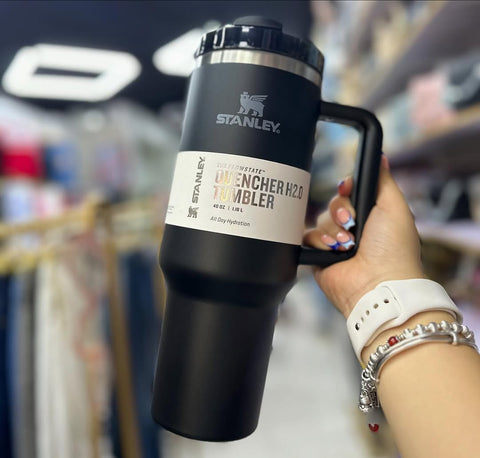 STANLEY®
THE FLOWSTATE™
QUENCHER H2.0
TUMBLER
40 OZ | 1.18 L
All Day Hydration
STANLEY